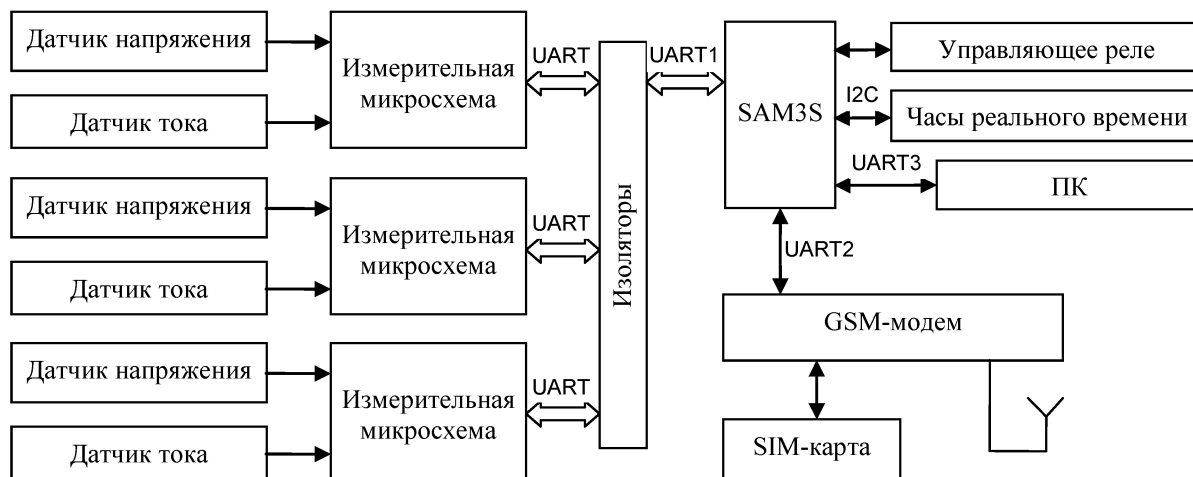 Датчик напряжения
Датчик тока
Измерительная
микросхема
UART
Датчик напряжения
Датчик тока
Измерительная
микросхема
UART
Датчик напряжения
Датчик тока
Измерительная
микросхема
UART
Изоляторы
UART1
SAM3S
Управляющее реле
I2C
Часы реального времени
UART3
ПК
UART2
GSM-модем
SIM-карта